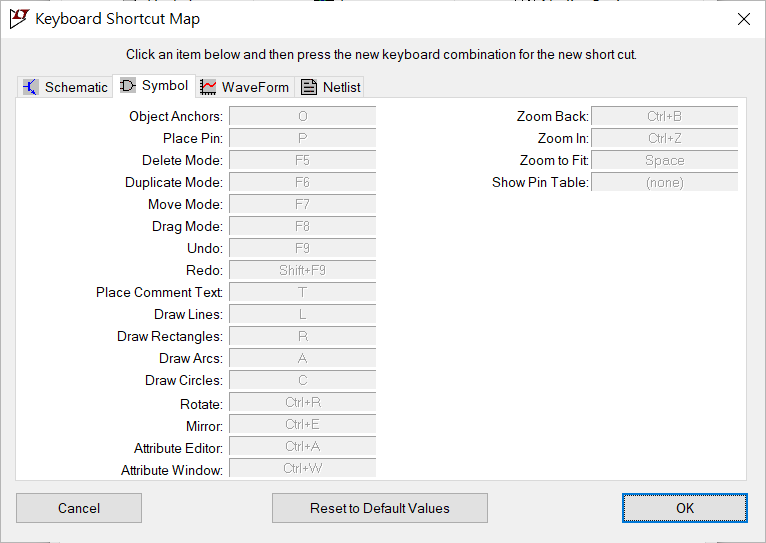 Keyboard Shortcut Map
Click an item below and then press the new keyboard combination for the new short cut.
Schematic Symbol WaveForm Netlist
Object Anchors: O
Place Pin: P
Delete Mode: F5
Duplicate Mode: F6
Move Mode: F7
Drag Mode: F8
Undo: F9
Redo: Shift+F9
Place Comment Text: T
Draw Lines: L
Draw Rectangles: R
Draw Arcs: A
Draw Circles: C
Rotate: Ctrl+R
Mirror: Ctrl+E
Attribute Editor: Ctrl+A
Attribute Window: Ctrl+W
Zoom Back: Ctrl+B
Zoom In: Ctrl+Z
Zoom to Fit: Space
Show Pin Table: (none)
Cancel Reset to Default Values OK